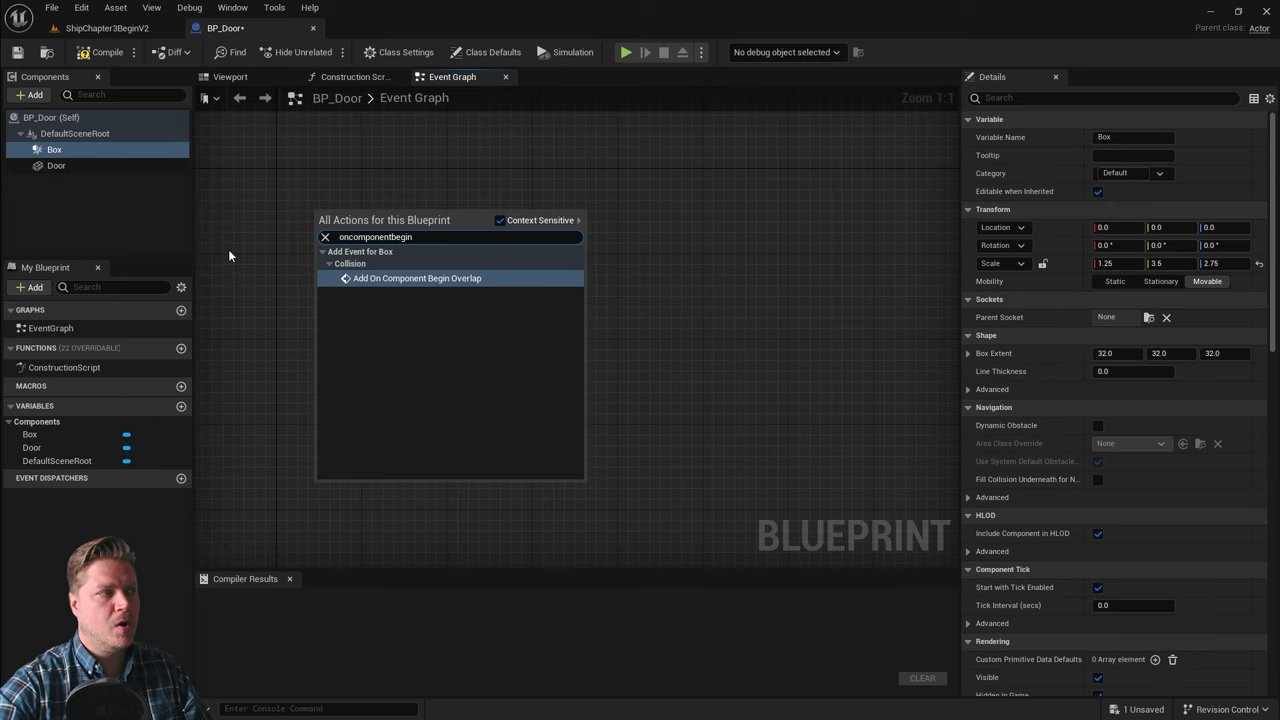 File Edit Asset View Debug Window Tools Help
ShipChapter3BeginV2 BP_Door•
Parent class: Actor
Compile Diff Find Hide Unrelated Class Settings Class Defaults Simulation No debug object selected
Components
Add Search
BP_Door (Self)
DefaultSceneRoot
Box
Door
My Blueprint
Add Search
GRAPHS
EventGraph
FUNCTIONS (22 OVERRIDABLE)
ConstructionScript
MACROS
VARIABLES
Components
Box
Door
DefaultSceneRoot
EVENT DISPATCHERS
Viewport Construction Scr... Event Graph
BP_Door > Event Graph Zoom 1:1
All Actions for this Blueprint Context Sensitive
oncomponentbegin
Add Event for Box
Collision
Add On Component Begin Overlap
BLUEPRINT
Compiler Results
CLEAR
Enter Console Command
Details
Search
Variable
Variable Name Box
Tooltip
Category Default
Editable when Inherited
Transform
Location 0.0 0.0 0.0
Rotation 0.0 ° 0.0 ° 0.0 °
Scale 1.25 3.5 2.75
Mobility Static Stationary Movable
Sockets
Parent Socket None
Shape
Box Extent 32.0 32.0 32.0
Line Thickness 0.0
Advanced
Navigation
Dynamic Obstacle
Area Class Override None
Use System Default Obstacle...
Fill Collision Underneath for N...
Advanced
HLOD
Include Component in HLOD
Advanced
Component Tick
Start with Tick Enabled
Tick Interval (secs) 0.0
Advanced
Rendering
Custom Primitive Data Defaults 0 Array element
Visible
Hidden in Game
1 Unsaved Revision Control